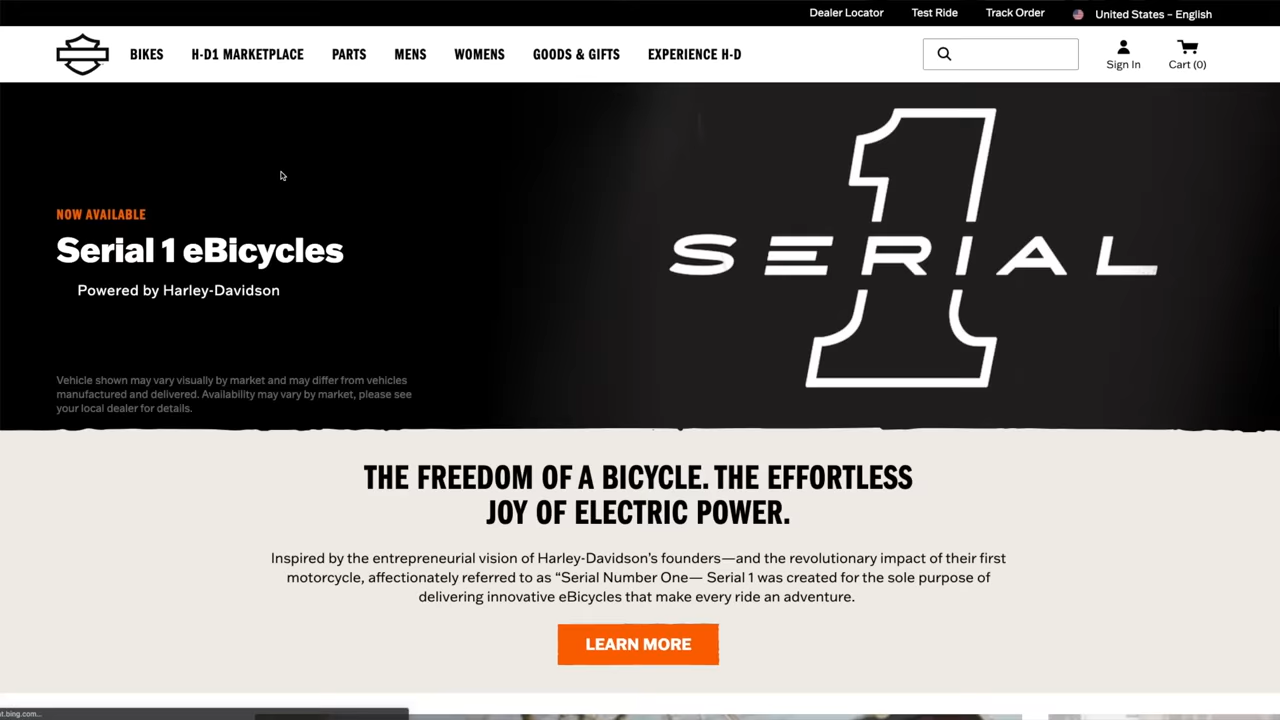 Dealer Locator Test Ride Track Order United States – English
BIKES H-D1 MARKETPLACE PARTS MENS WOMENS GOODS & GIFTS EXPERIENCE H-D
Sign In Cart (0)
NOW AVAILABLE
Serial 1 eBicycles
Powered by Harley-Davidson
Vehicle shown may vary visually by market and may differ from vehicles
manufactured and delivered. Availability may vary by market, please see
your local dealer for details.
1
SERIAL
THE FREEDOM OF A BICYCLE. THE EFFORTLESS
JOY OF ELECTRIC POWER.
Inspired by the entrepreneurial vision of Harley-Davidson's founders—and the revolutionary impact of their first
motorcycle, affectionately referred to as “Serial Number One— Serial 1 was created for the sole purpose of
delivering innovative eBicycles that make every ride an adventure.
LEARN MORE
t.bing.com...